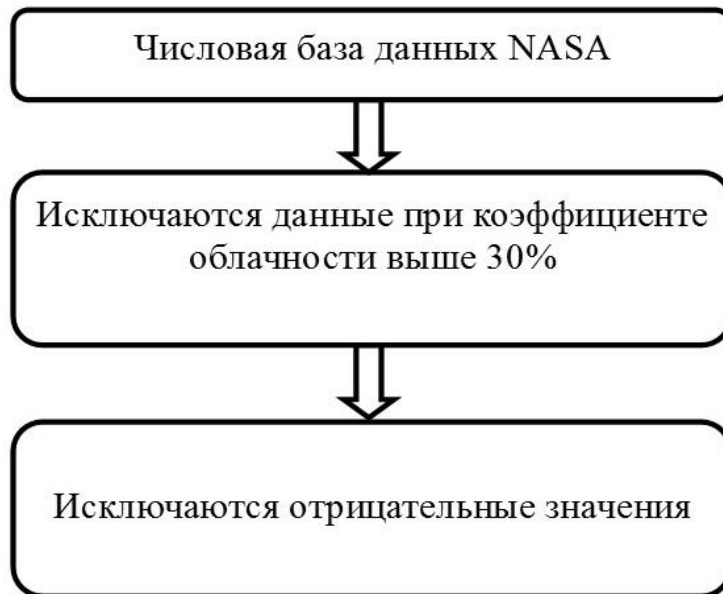 Числовая база данных NASA
Исключаются данные при коэффициенте
облачности выше 30%
Исключаются отрицательные значения